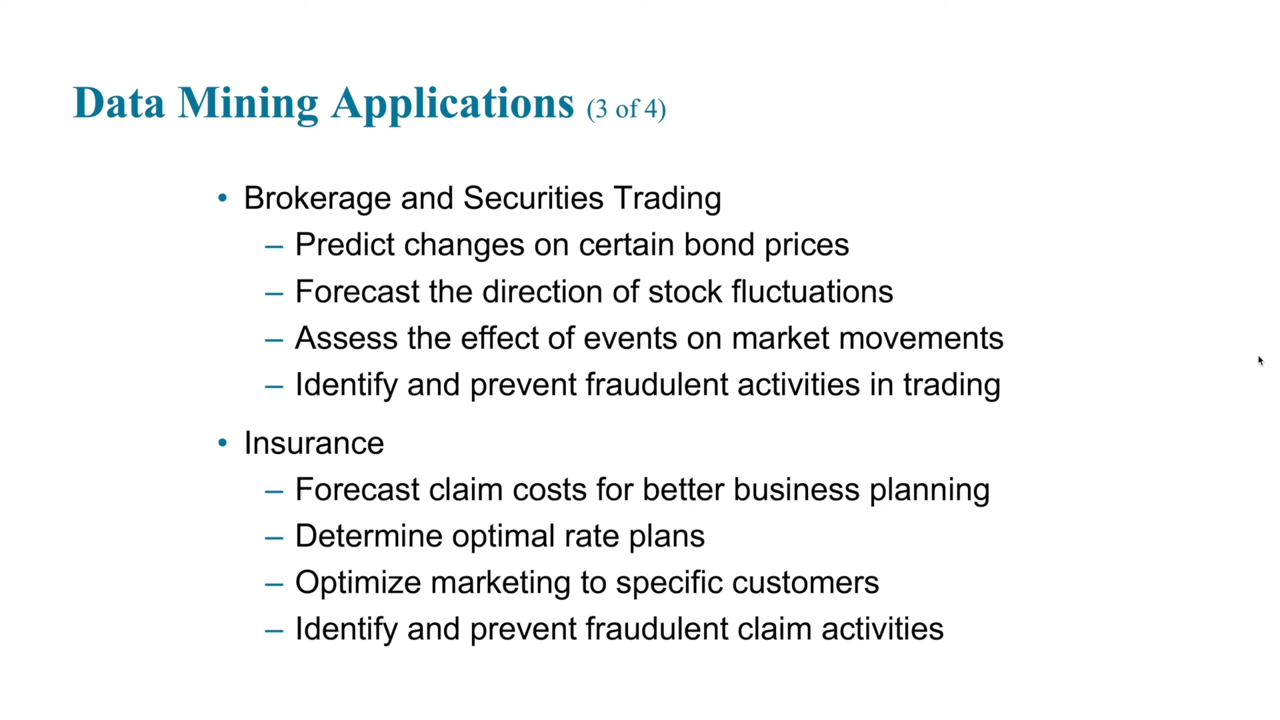 Data Mining Applications (3 of 4)
• Brokerage and Securities Trading
– Predict changes on certain bond prices
– Forecast the direction of stock fluctuations
– Assess the effect of events on market movements
– Identify and prevent fraudulent activities in trading
• Insurance
– Forecast claim costs for better business planning
– Determine optimal rate plans
– Optimize marketing to specific customers
– Identify and prevent fraudulent claim activities